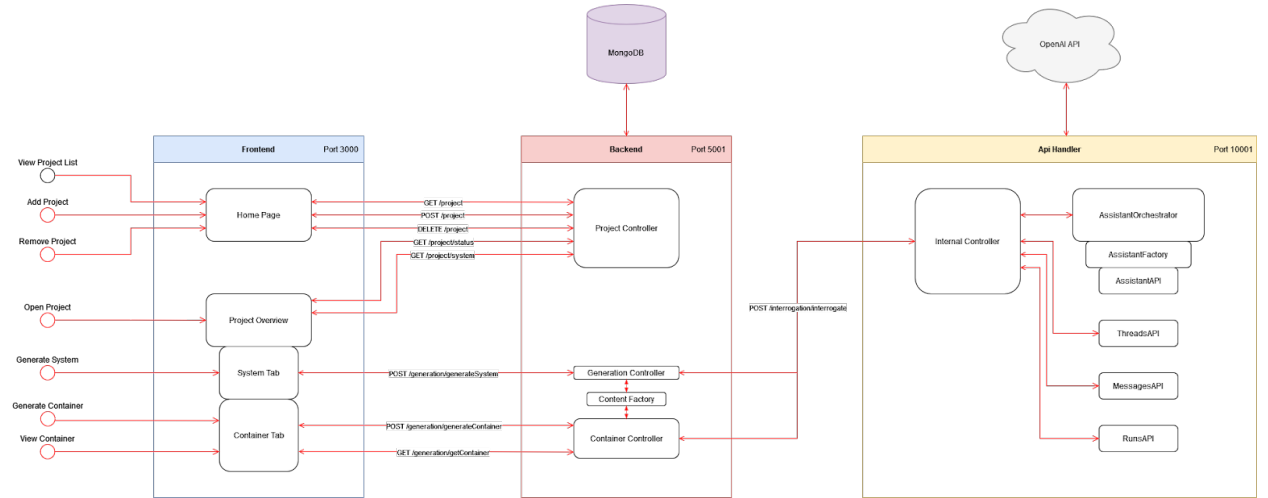 MongoDB
OpenAI API
Frontend
Port 3000
Backend
Port 5001
Api Handler
Port 10001
View Project List
Add Project
Remove Project
Open Project
Generate System
Generate Container
View Container
Home Page
Project Overview
System Tab
Container Tab
GET /project
POST /project
DELETE /project
GET /project/status
GET /project/system
POST /generation/generateSystem
POST /generation/generateContainer
GET /generation/getContainer
Project Controller
Generation Controller
Content Factory
Container Controller
POST /interrogation/interrogate
Internal Controller
AssistantOrchestrator
AssistantFactory
AssistantAPI
ThreadsAPI
MessagesAPI
RunsAPI